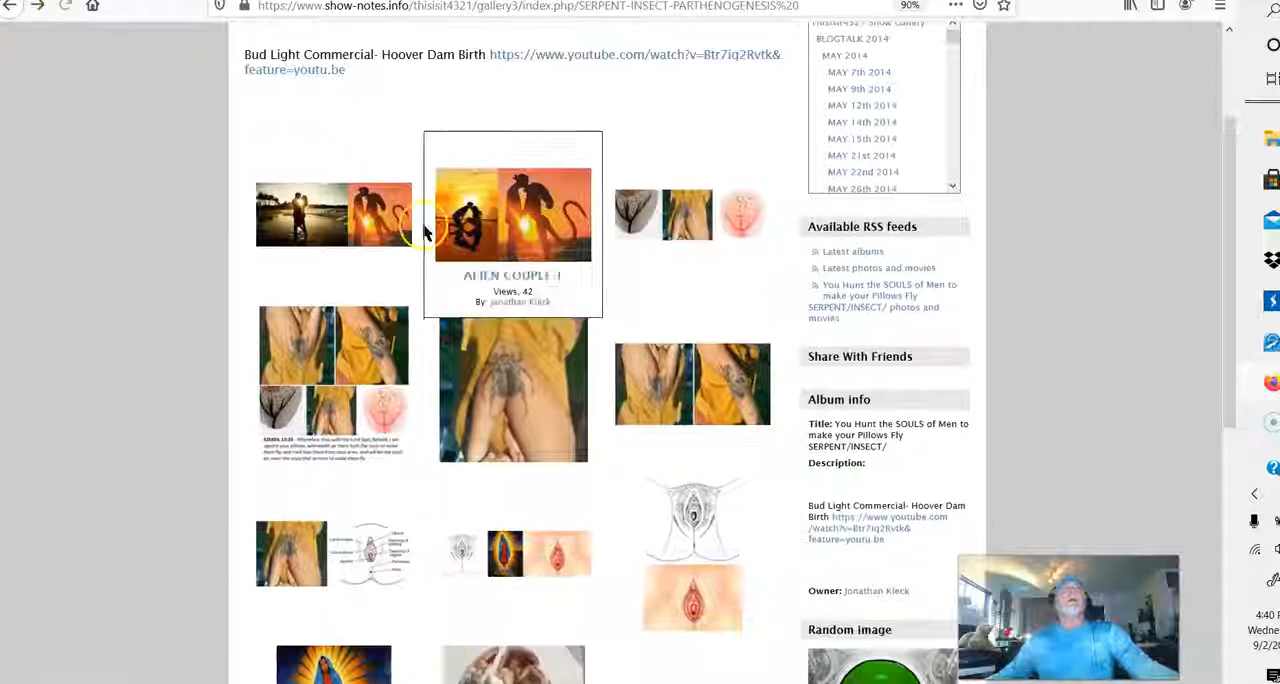 https://www.show-notes.info/thisisit4321/gallery3/index.php/SERPENT-INSECT-PARTHENOGENESIS%20
90%
Bud Light Commercial- Hoover Dam Birth https://www.youtube.com/watch?v=Btr7iq2Rvtk&
feature=youtu.be
BLOGTALK 2014
MAY 2014
MAY 7th 2014
MAY 9th 2014
MAY 12th 2014
MAY 14th 2014
MAY 15th 2014
MAY 21st 2014
MAY 22nd 2014
MAY 26th 2014
ALIEN COUPLE
Views, 42
By: Jonathan Kleck
Available RSS feeds
Latest albums
Latest photos and movies
You Hunt the SOULS of Men to
make your Pillows Fly
SERPENT/INSECT/ photos and
movies
Share With Friends
Album info
Title: You Hunt the SOULS of Men to
make your Pillows Fly
SERPENT/INSECT/
Description:
Bud Light Commercial- Hoover Dam
Birth https://www.youtube.com
/watch?v=Btr7iq2Rvtk&
feature=youtu.be
Owner: Jonathan Kleck
Random image
4:40
Wedne
9/2/20